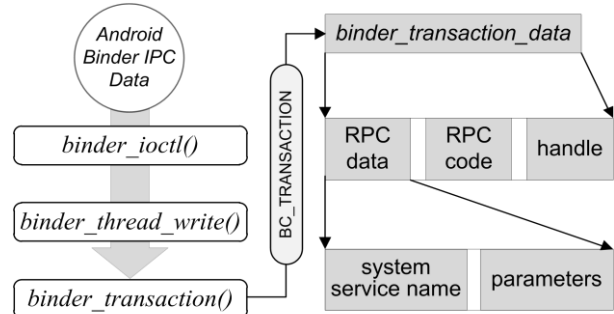 Android
Binder IPC
Data
binder_ioctl()
binder_thread_write()
binder_transaction()
BC_TRANSACTION
binder_transaction_data
RPC
data
RPC
code
handle
system
service name
parameters